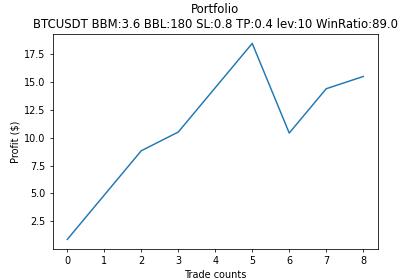 Portfolio
BTCUSDT BBM:3.6 BBL:180 SL:0.8 TP:0.4 lev:10 WinRatio:89.0
17.5
15.0
12.5
10.0
7.5
5.0
2.5
Profit ($)
0 1 2 3 4 5 6 7 8
Trade counts